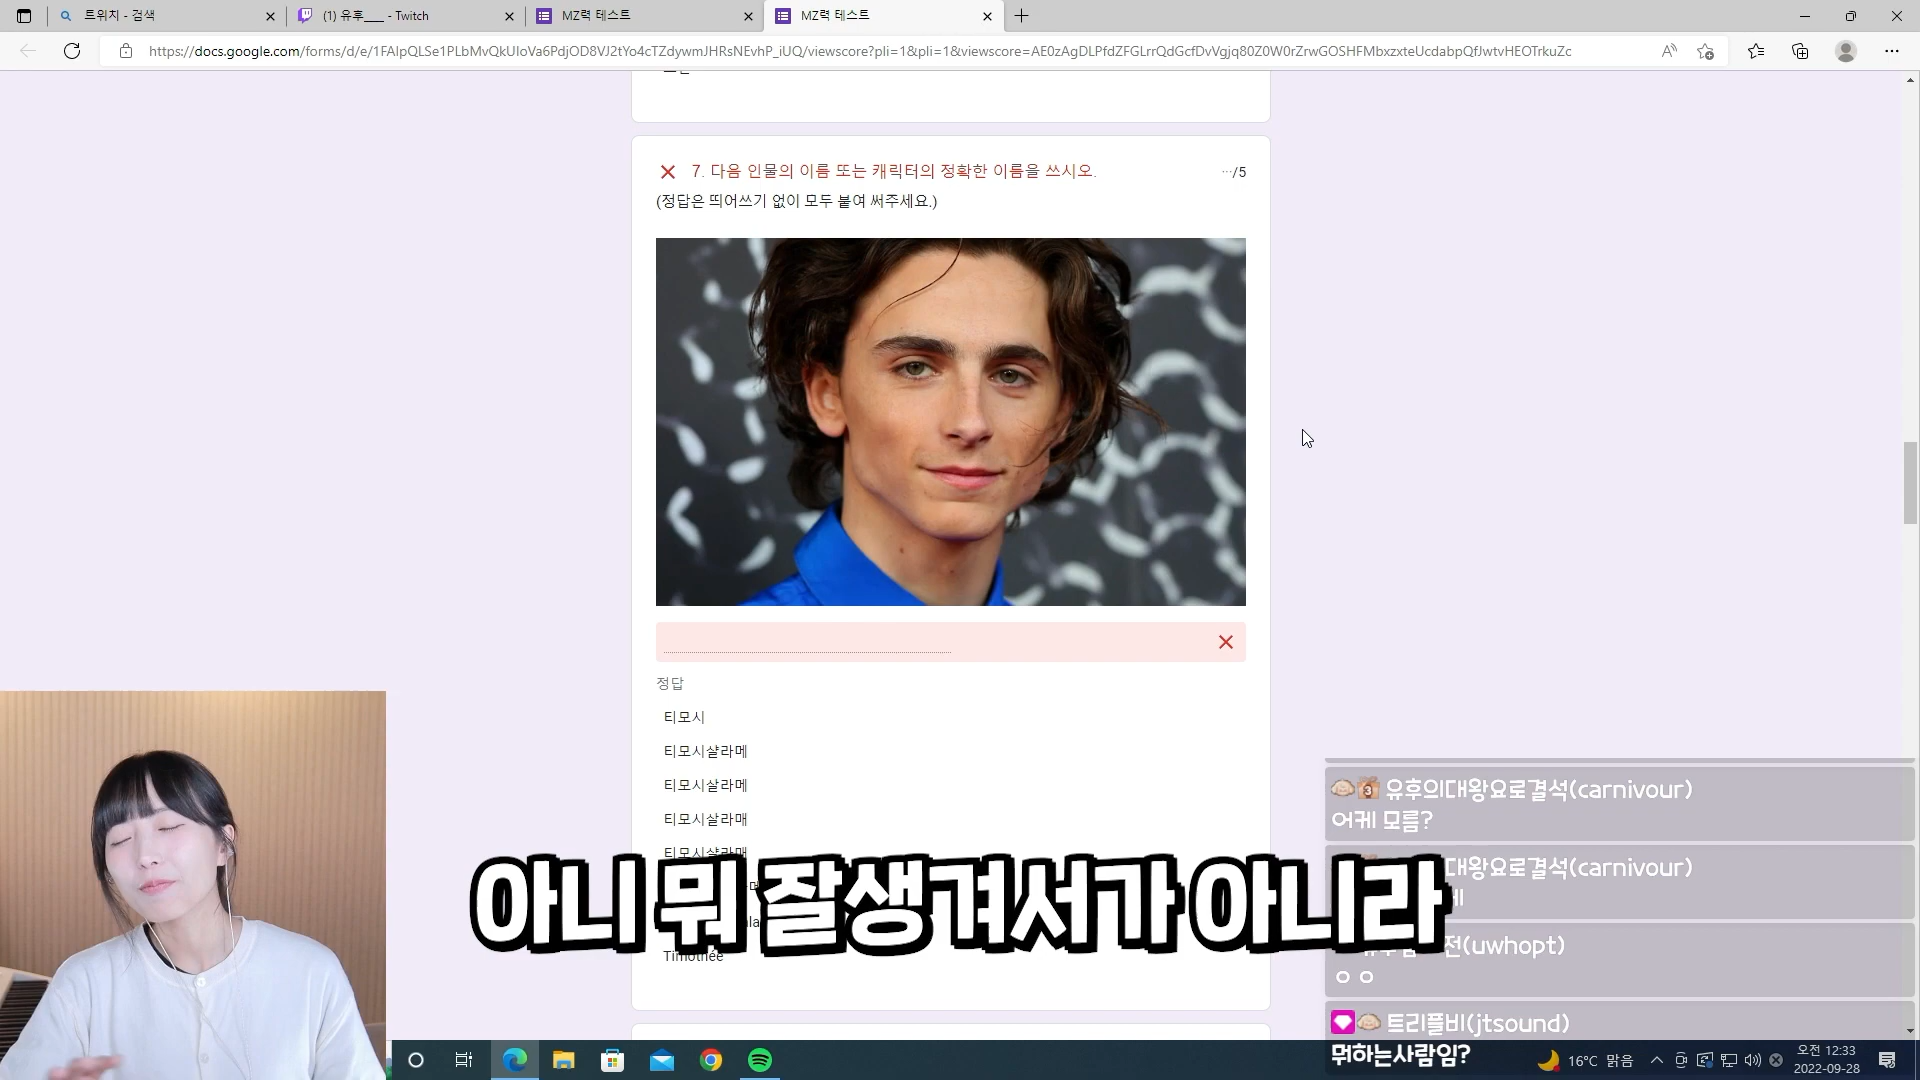 트위치 - 검색
(1) 유후___ - Twitch
MZ력 테스트
MZ력 테스트
https://docs.google.com/forms/d/e/1FAIpQLSe1PLbMvQkUIoVa6PdjOD8VJ2tYo4cTZdywmJHRsNEvhP_iUQ/viewscore?pli=1&pli=1&viewscore=AE0zAgDLPfdZFGLrrQdGcfDvVgjq80Z0W0rZrwGOSHFMbxzxteUcdabpQfJwtvHEOTrkuZc
7. 다음 인물의 이름 또는 캐릭터의 정확한 이름을 쓰시오.
···/5
(정답은 띄어쓰기 없이 모두 붙여 써주세요.)
정답
티모시
티모시샬라메
티모시살라메
티모시살라매
티모시샬라매
Timothée
아니 뭐 잘생겨서가 아니라
유후의대왕요로결석(carnivour)
어케 모름?
대왕요로결석(carnivour)
전(uwhopt)
ㅇㅇ
트리플비(jtsound)
뭐하는사람임?
16°C 맑음
오전 12:33
2022-09-28